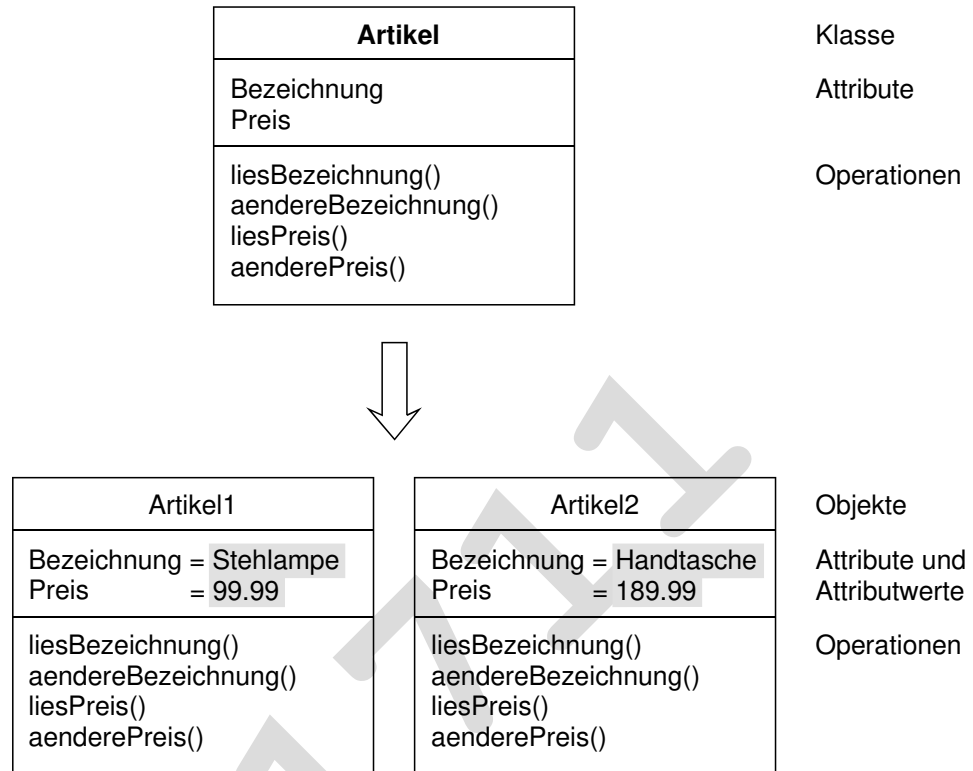 Artikel Klasse
Bezeichnung Attribute
Preis
liesBezeichnung() Operationen
aendereBezeichnung()
liesPreis()
aenderePreis()
Artikel1 Artikel2 Objekte
Bezeichnung = Stehlampe Bezeichnung = Handtasche Attribute und
Preis = 99.99 Preis = 189.99 Attributwerte
liesBezeichnung() liesBezeichnung() Operationen
aendereBezeichnung() aendereBezeichnung()
liesPreis() liesPreis()
aenderePreis() aenderePreis()